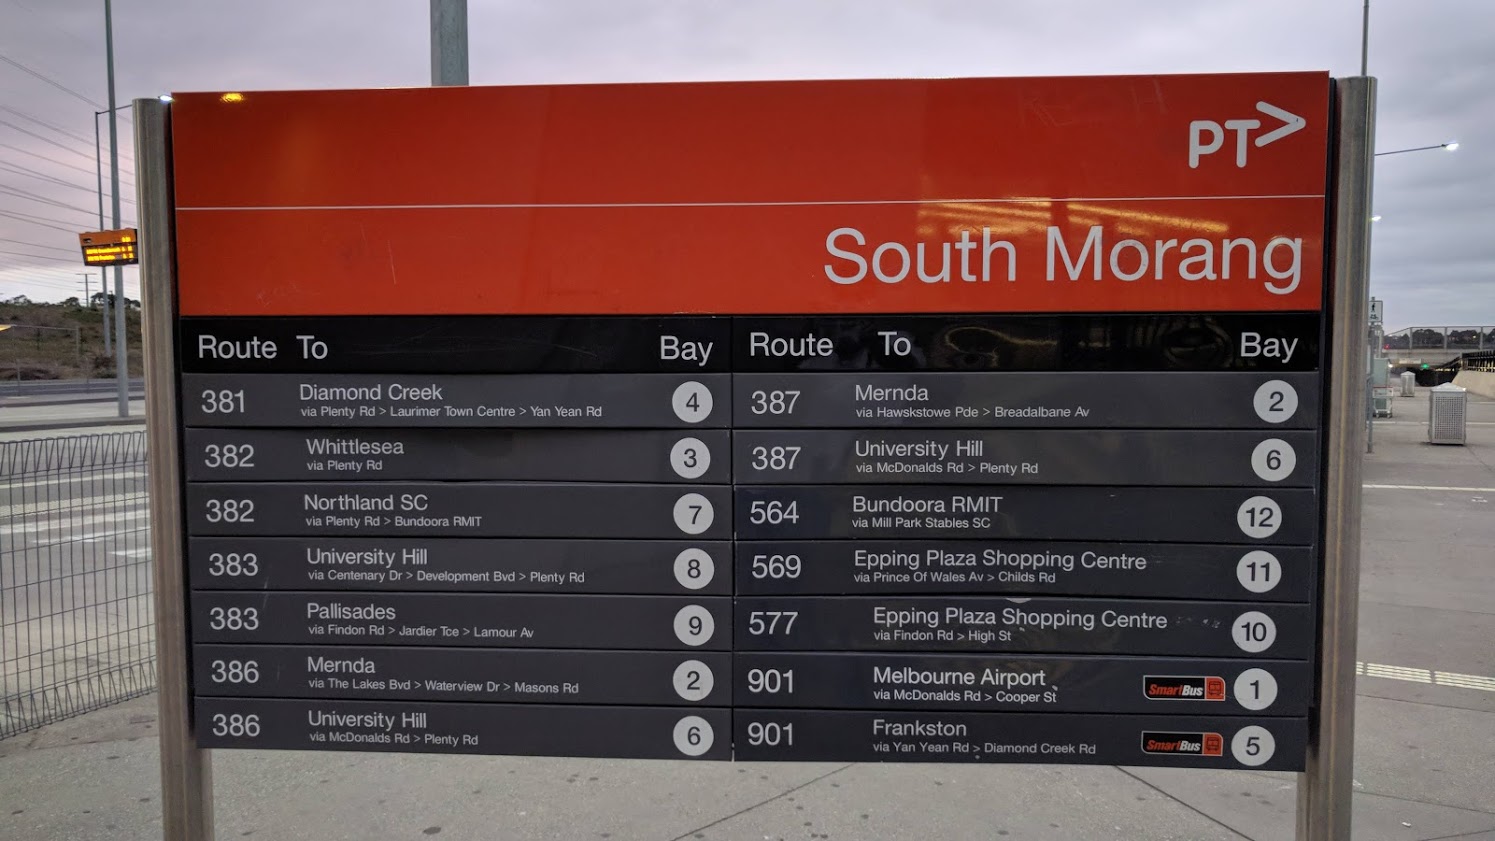 PT>
South Morang
Route To Bay
381 Diamond Creek 4
via Plenty Rd > Laurimer Town Centre > Yan Yean Rd
382 Whittlesea 3
via Plenty Rd
382 Northland SC 7
via Plenty Rd > Bundoora RMIT
383 University Hill 8
via Centenary Dr > Development Bvd > Plenty Rd
383 Pallisades 9
via Findon Rd > Jardier Tce > Lamour Av
386 Mernda 2
via The Lakes Bvd > Waterview Dr > Masons Rd
386 University Hill 6
via McDonalds Rd > Plenty Rd
Route To Bay
387 Mernda 2
via Hawskstowe Pde > Breadalbane Av
387 University Hill 6
via McDonalds Rd > Plenty Rd
564 Bundoora RMIT 12
via Mill Park Stables SC
569 Epping Plaza Shopping Centre 11
via Prince Of Wales Av > Childs Rd
577 Epping Plaza Shopping Centre 10
via Findon Rd > High St
901 Melbourne Airport SmartBus 1
via McDonalds Rd > Cooper St
901 Frankston SmartBus 5
via Yan Yean Rd > Diamond Creek Rd